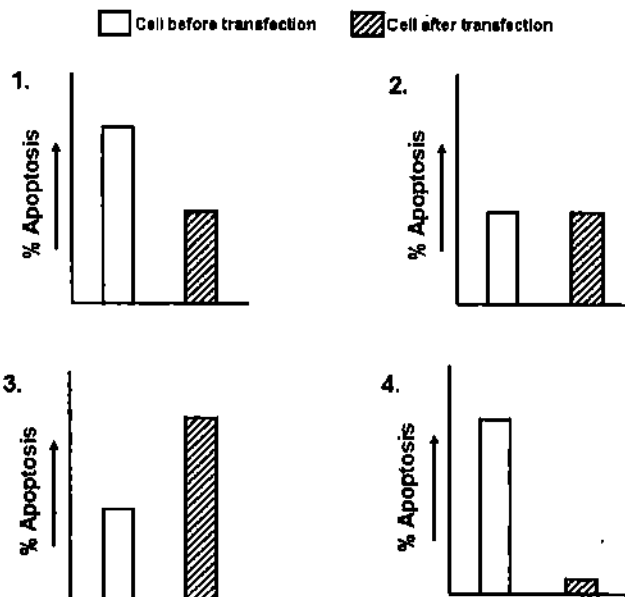 Cell before transfection
Cell after transfection
1.
% Apoptosis
2.
% Apoptosis
3.
% Apoptosis
4.
% Apoptosis